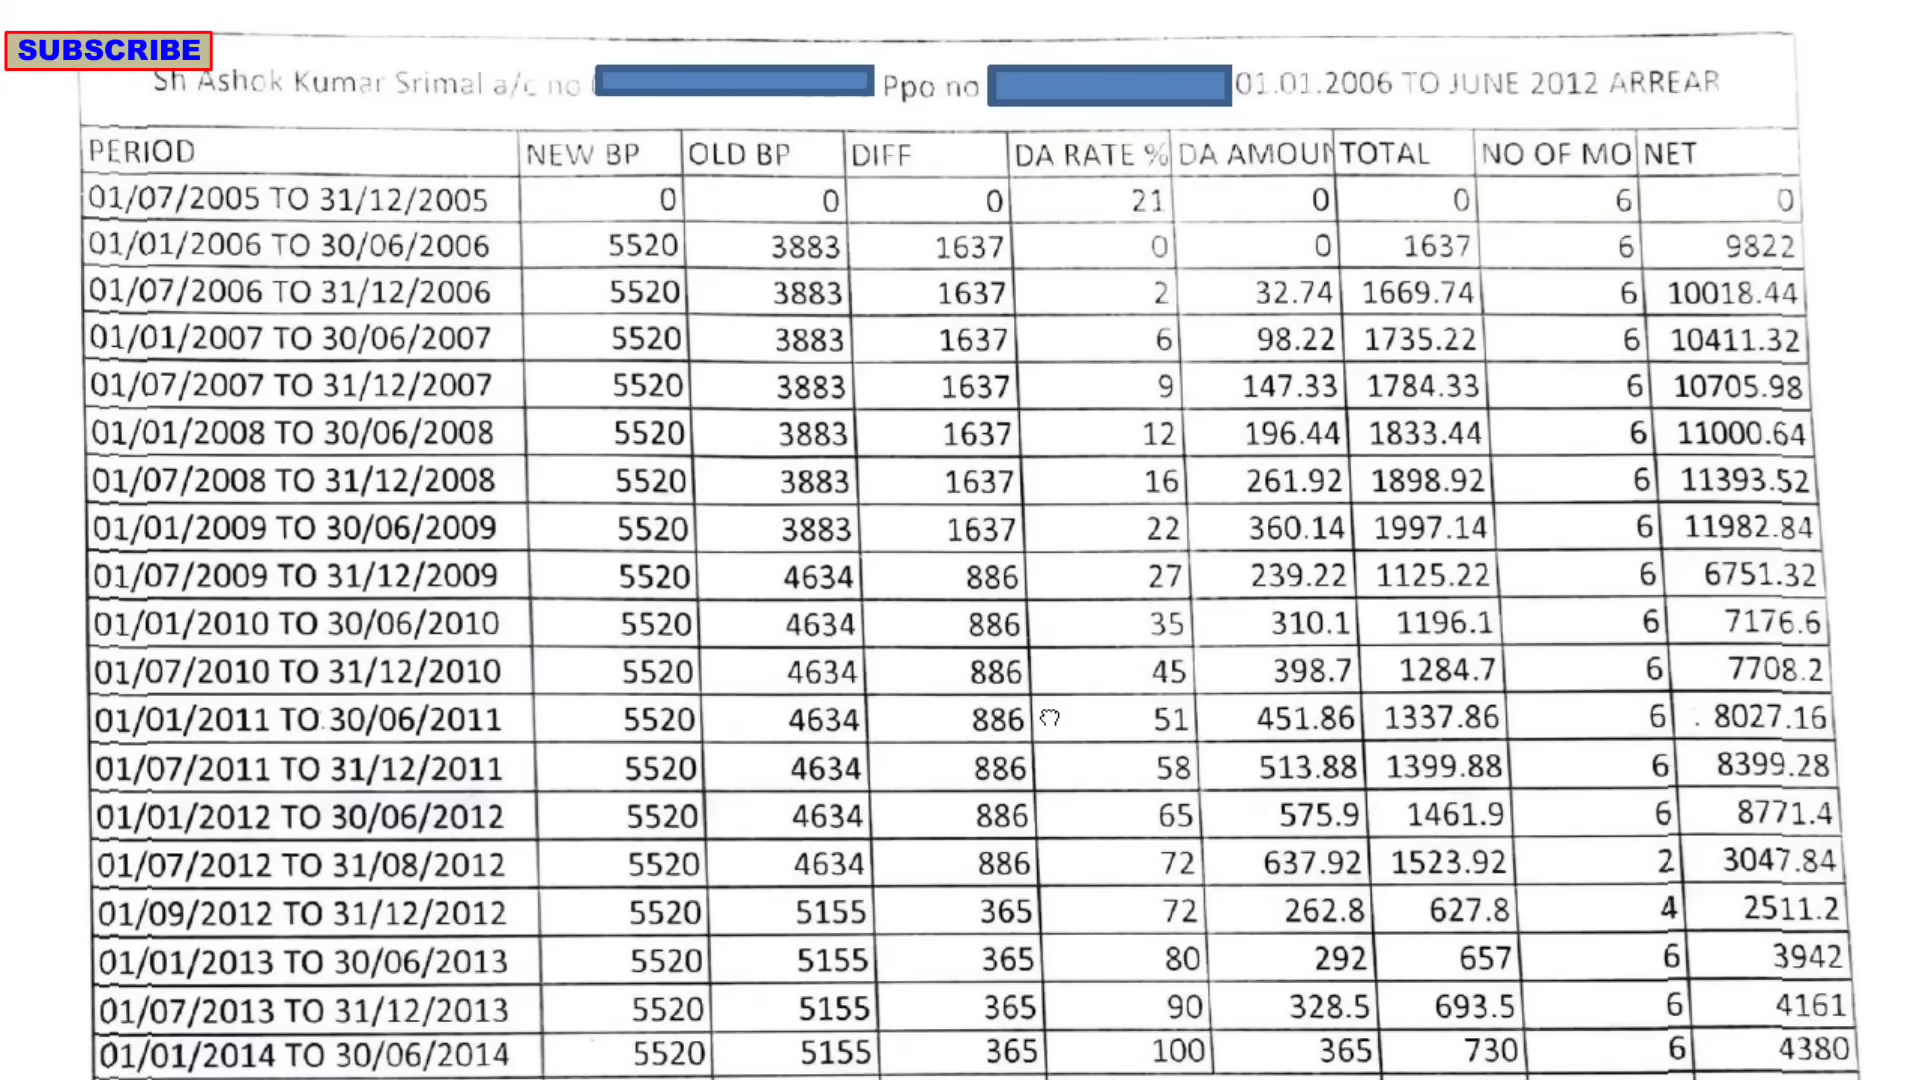 SUBSCRIBE
Sh Ashok Kumar Srimal a/c no Ppo no 01.01.2006 TO JUNE 2012 ARREAR
PERIOD NEW BP OLD BP DIFF DA RATE % DA AMOUN TOTAL NO OF MO NET
01/07/2005 TO 31/12/2005 0 0 0 21 0 0 6 0
01/01/2006 TO 30/06/2006 5520 3883 1637 0 0 1637 6 9822
01/07/2006 TO 31/12/2006 5520 3883 1637 2 32.74 1669.74 6 10018.44
01/01/2007 TO 30/06/2007 5520 3883 1637 6 98.22 1735.22 6 10411.32
01/07/2007 TO 31/12/2007 5520 3883 1637 9 147.33 1784.33 6 10705.98
01/01/2008 TO 30/06/2008 5520 3883 1637 12 196.44 1833.44 6 11000.64
01/07/2008 TO 31/12/2008 5520 3883 1637 16 261.92 1898.92 6 11393.52
01/01/2009 TO 30/06/2009 5520 3883 1637 22 360.14 1997.14 6 11982.84
01/07/2009 TO 31/12/2009 5520 4634 886 27 239.22 1125.22 6 6751.32
01/01/2010 TO 30/06/2010 5520 4634 886 35 310.1 1196.1 6 7176.6
01/07/2010 TO 31/12/2010 5520 4634 886 45 398.7 1284.7 6 7708.2
01/01/2011 TO 30/06/2011 5520 4634 886 51 451.86 1337.86 6 8027.16
01/07/2011 TO 31/12/2011 5520 4634 886 58 513.88 1399.88 6 8399.28
01/01/2012 TO 30/06/2012 5520 4634 886 65 575.9 1461.9 6 8771.4
01/07/2012 TO 31/08/2012 5520 4634 886 72 637.92 1523.92 2 3047.84
01/09/2012 TO 31/12/2012 5520 5155 365 72 262.8 627.8 4 2511.2
01/01/2013 TO 30/06/2013 5520 5155 365 80 292 657 6 3942
01/07/2013 TO 31/12/2013 5520 5155 365 90 328.5 693.5 6 4161
01/01/2014 TO 30/06/2014 5520 5155 365 100 365 730 6 4380